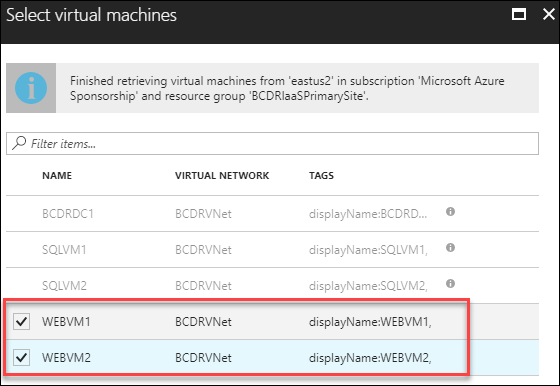 Select virtual machines
Finished retrieving virtual machines from 'eastus2' in subscription 'Microsoft Azure
Sponsorship' and resource group 'BCDRIaaSPrimarySite'.
Filter items...
NAME VIRTUAL NETWORK TAGS
BCDRDC1 BCDRVNet displayName:BCDRD...
SQLVM1 BCDRVNet displayName:SQLVM1,
SQLVM2 BCDRVNet displayName:SQLVM2,
WEBVM1 BCDRVNet displayName:WEBVM1,
WEBVM2 BCDRVNet displayName:WEBVM2,